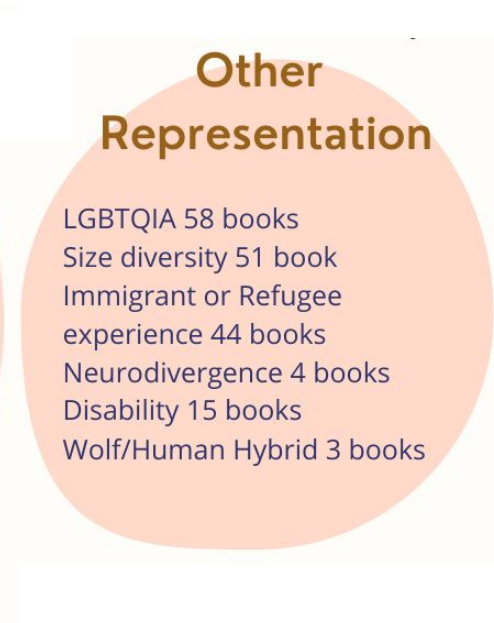 Other
Representation
LGBTQIA 58 books
Size diversity 51 book
Immigrant or Refugee
experience 44 books
Neurodivergence 4 books
Disability 15 books
Wolf/Human Hybrid 3 books